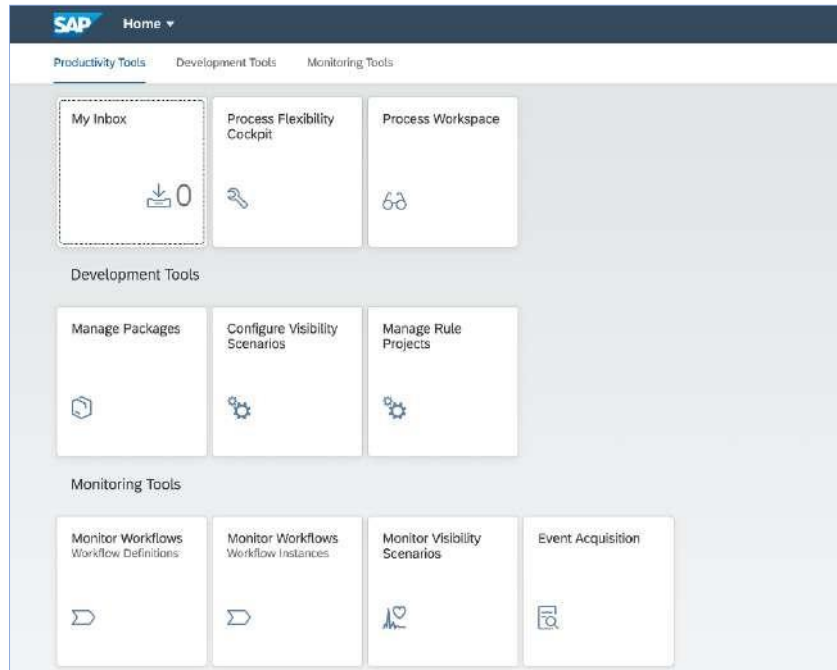 SAP Home
Productivity Tools Development Tools Monitoring Tools
My Inbox
0
Process Flexibility
Cockpit
Process Workspace
Development Tools
Manage Packages
Configure Visibility
Scenarios
Manage Rule
Projects
Monitoring Tools
Monitor Workflows
Workflow Definitions
Monitor Workflows
Workflow Instances
Monitor Visibility
Scenarios
Event Acquisition